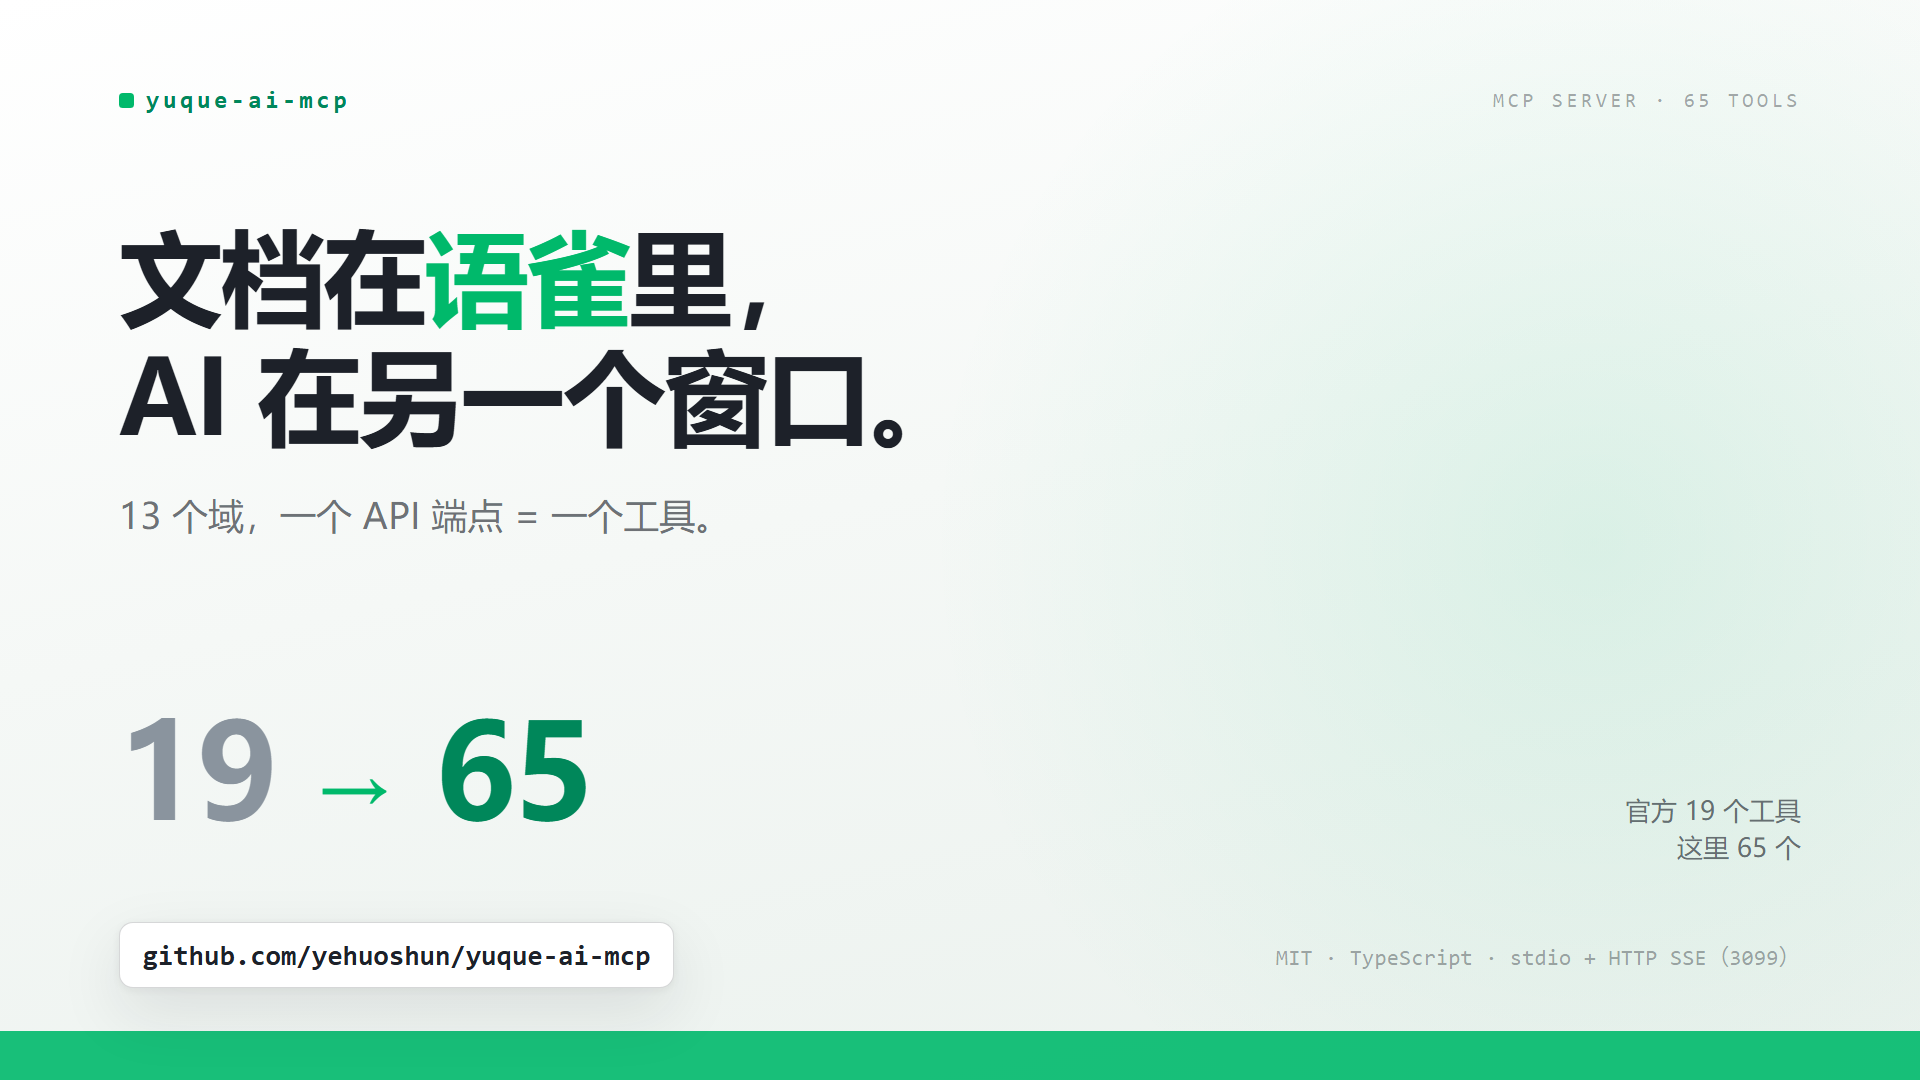 yuque-ai-mcp
MCP SERVER · 65 TOOLS
文档在语雀里，
AI 在另一个窗口。
13 个域，一个 API 端点 = 一个工具。
19 → 65
官方 19 个工具
这里 65 个
github.com/yehuoshun/yuque-ai-mcp
MIT · TypeScript · stdio + HTTP SSE（3099）